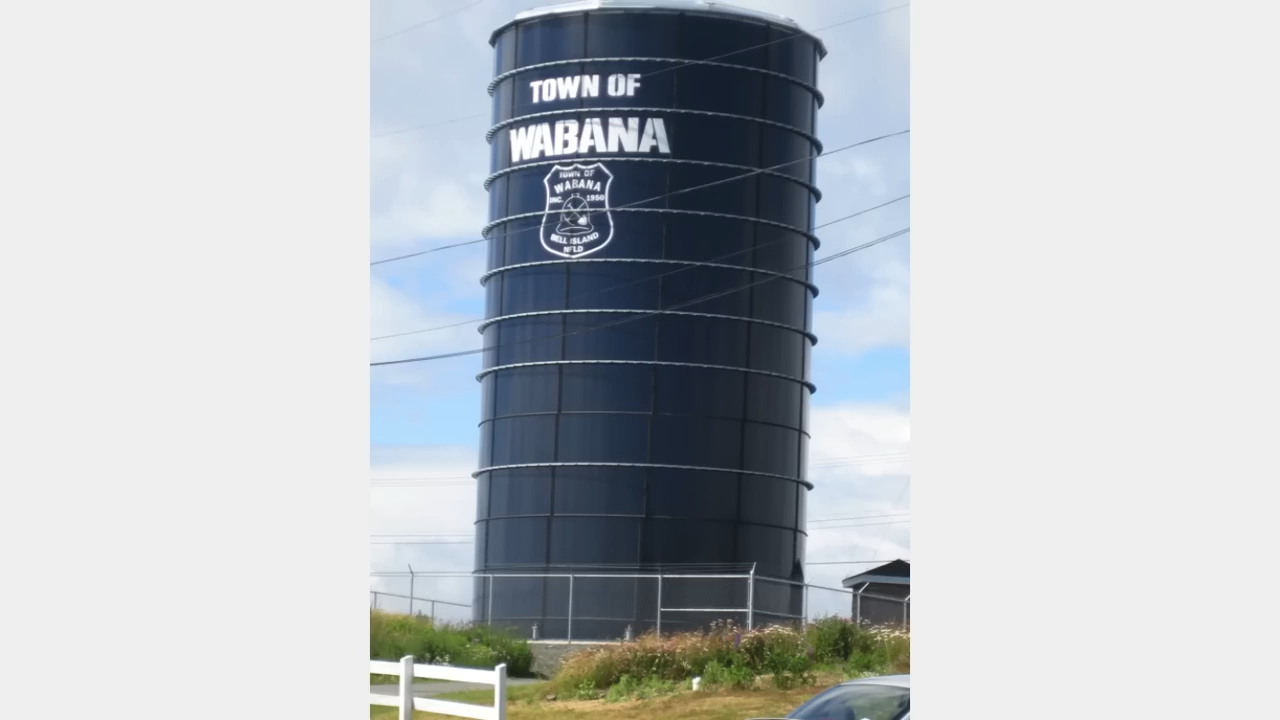 TOWN OF
WABANA
TOWN OF
WABANA
INC. 1950
BELL ISLAND
NFLD